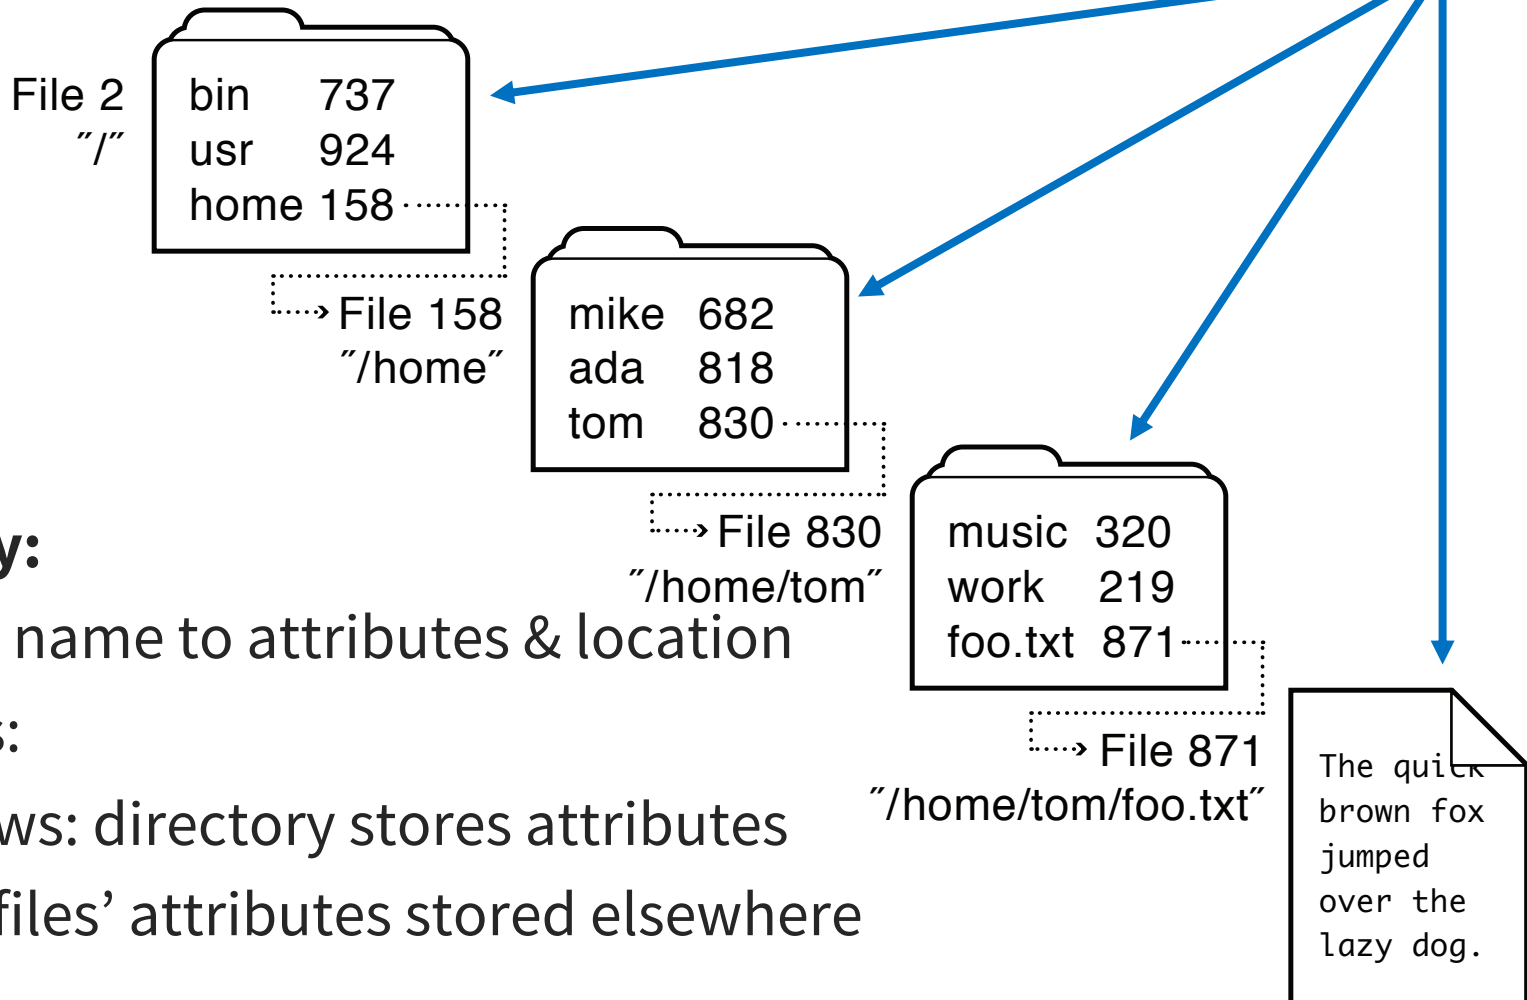 File 2
"/"
bin 737
usr 924
home 158
File 158
"/home"
mike 682
ada 818
tom 830
File 830
"/home/tom"
music 320
work 219
foo.txt 871
File 871
"/home/tom/foo.txt"
The quick
brown fox
jumped
over the
lazy dog.
y:
name to attributes & location
s:
ws: directory stores attributes
files’ attributes stored elsewhere